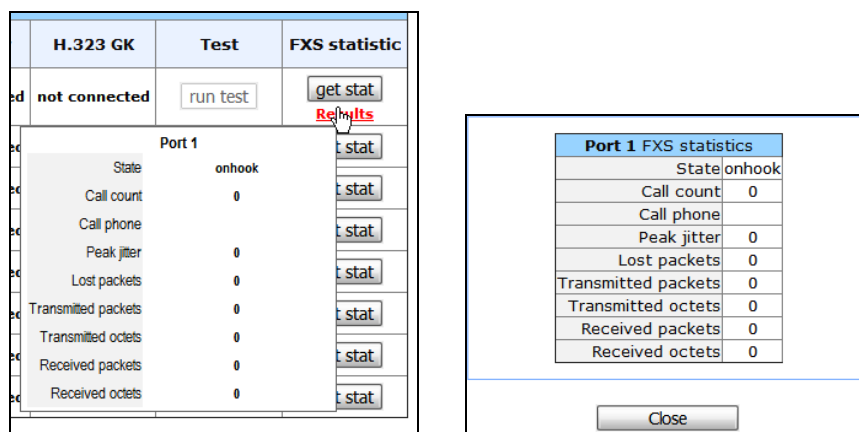 H.323 GK Test FXS statistic
ed not connected run test get stat
Results
Port 1
State onhook
Call count 0
Call phone
Peak jitter 0
Lost packets 0
Transmitted packets 0
Transmitted octets 0
Received packets 0
Received octets 0
t stat
t stat
t stat
t stat
t stat
t stat
t stat
Port 1 FXS statistics
State onhook
Call count 0
Call phone
Peak jitter 0
Lost packets 0
Transmitted packets 0
Transmitted octets 0
Received packets 0
Received octets 0
Close